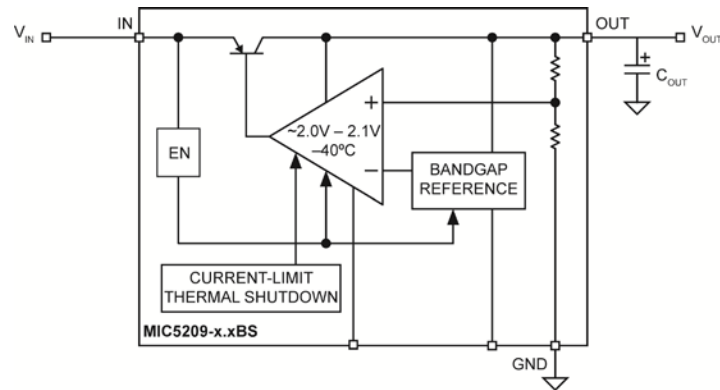 V_IN
IN
OUT
V_OUT
+
C_OUT
+
~2.0V – 2.1V
–40ºC
EN
–
BANDGAP
REFERENCE
CURRENT-LIMIT
THERMAL SHUTDOWN
MIC5209-x.xBS
GND